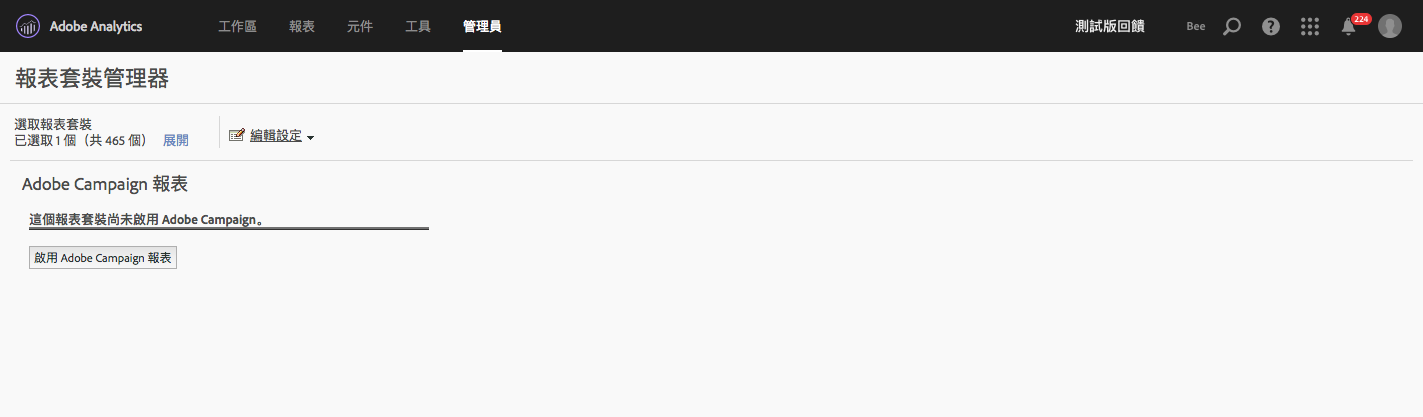 Adobe Analytics 工作區 報表 元件 工具 管理員 測試版回饋 Bee 224
報表套裝管理器
選取報表套裝
已選取 1 個（共 465 個） 展開 編輯設定
Adobe Campaign 報表
這個報表套裝尚未啟用 Adobe Campaign。
啟用 Adobe Campaign 報表